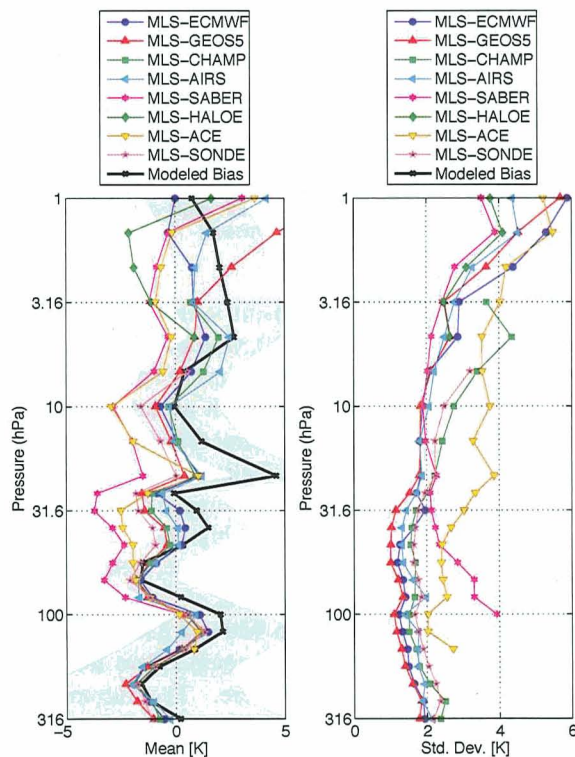 MLS-ECMWF
MLS-GEOS5
MLS-CHAMP
MLS-AIRS
MLS-SABER
MLS-HALOE
MLS-ACE
MLS-SONDE
Modeled Bias
MLS-ECMWF
MLS-GEOS5
MLS-CHAMP
MLS-AIRS
MLS-SABER
MLS-HALOE
MLS-ACE
MLS-SONDE
Modeled Bias
1
3.16
10
31.6
100
316
Pressure (hPa)
-5
0
5
Mean [K]
1
3.16
10
31.6
100
316
Pressure (hPa)
0
2
4
6
Std. Dev. [K]